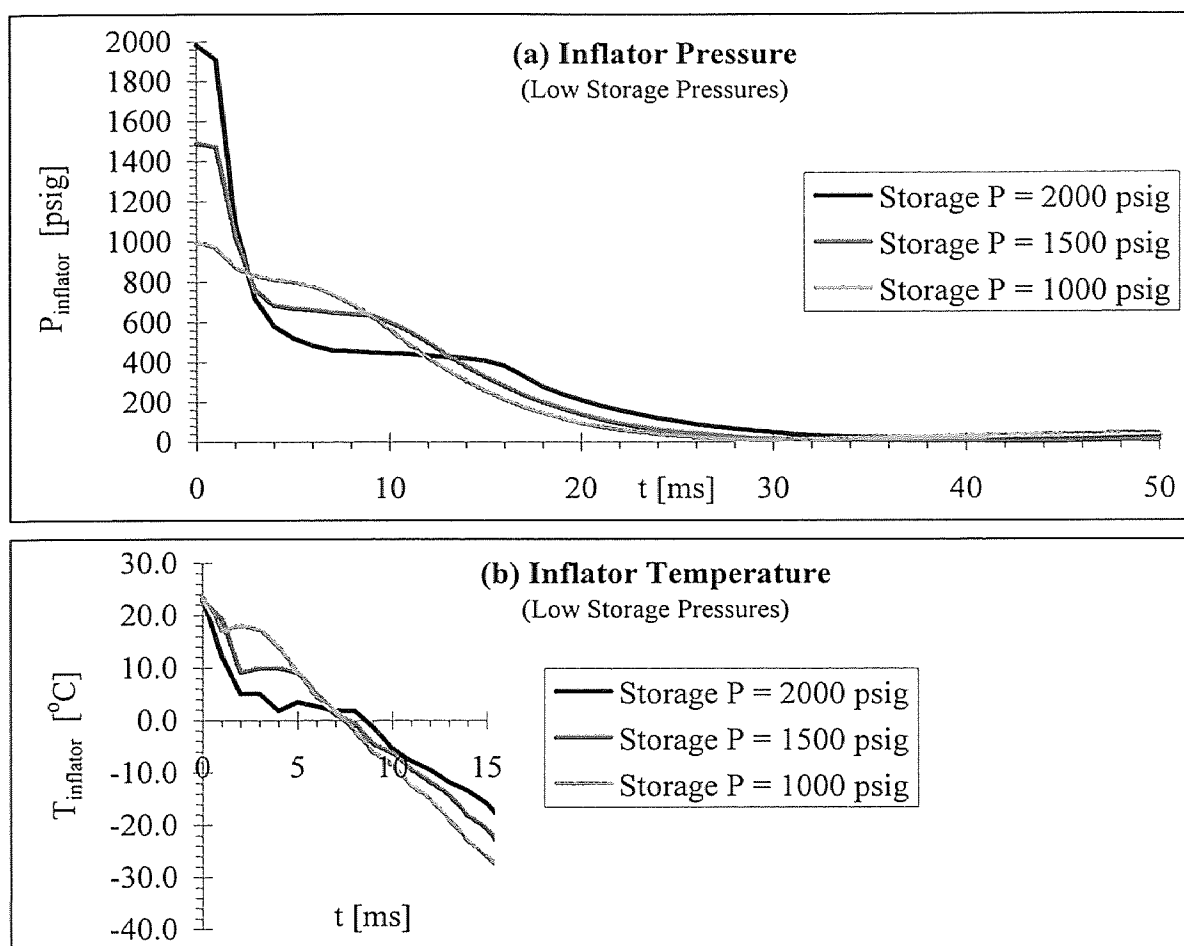 (a) Inflator Pressure
(Low Storage Pressures)
2000
1800
1600
1400
1200
1000
800
600
400
200
0
P inflator [psig]
Storage P = 2000 psig
Storage P = 1500 psig
Storage P = 1000 psig
0 10 20 t [ms] 30 40 50
(b) Inflator Temperature
(Low Storage Pressures)
30.0
20.0
10.0
0.0
-10.0
-20.0
-30.0
-40.0
T inflator [°C]
0 5 10 15
Storage P = 2000 psig
Storage P = 1500 psig
Storage P = 1000 psig
t [ms]